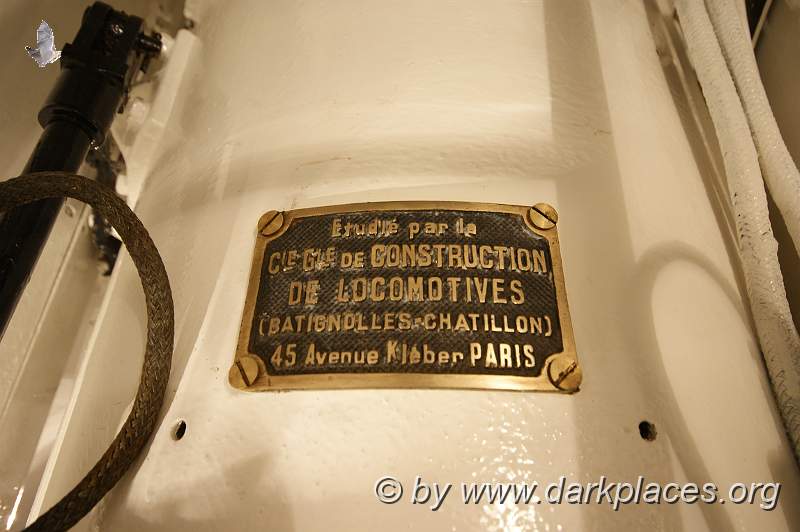 Etudié par la
Cie Gle DE CONSTRUCTION
DE LOCOMOTIVES
(BATIGNOLLES-CHATILLON)
45 Avenue Kléber PARIS
© by www.darkplaces.org